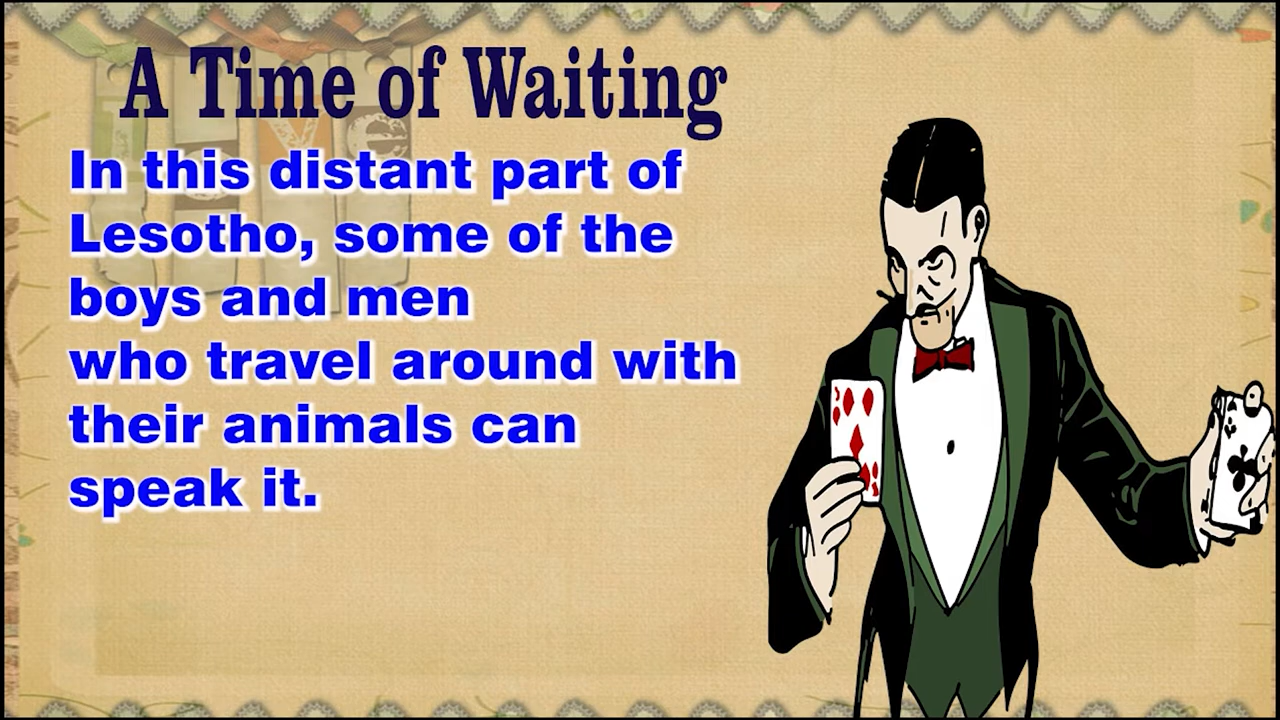 A Time of Waiting
In this distant part of
Lesotho, some of the
boys and men
who travel around with
their animals can
speak it.